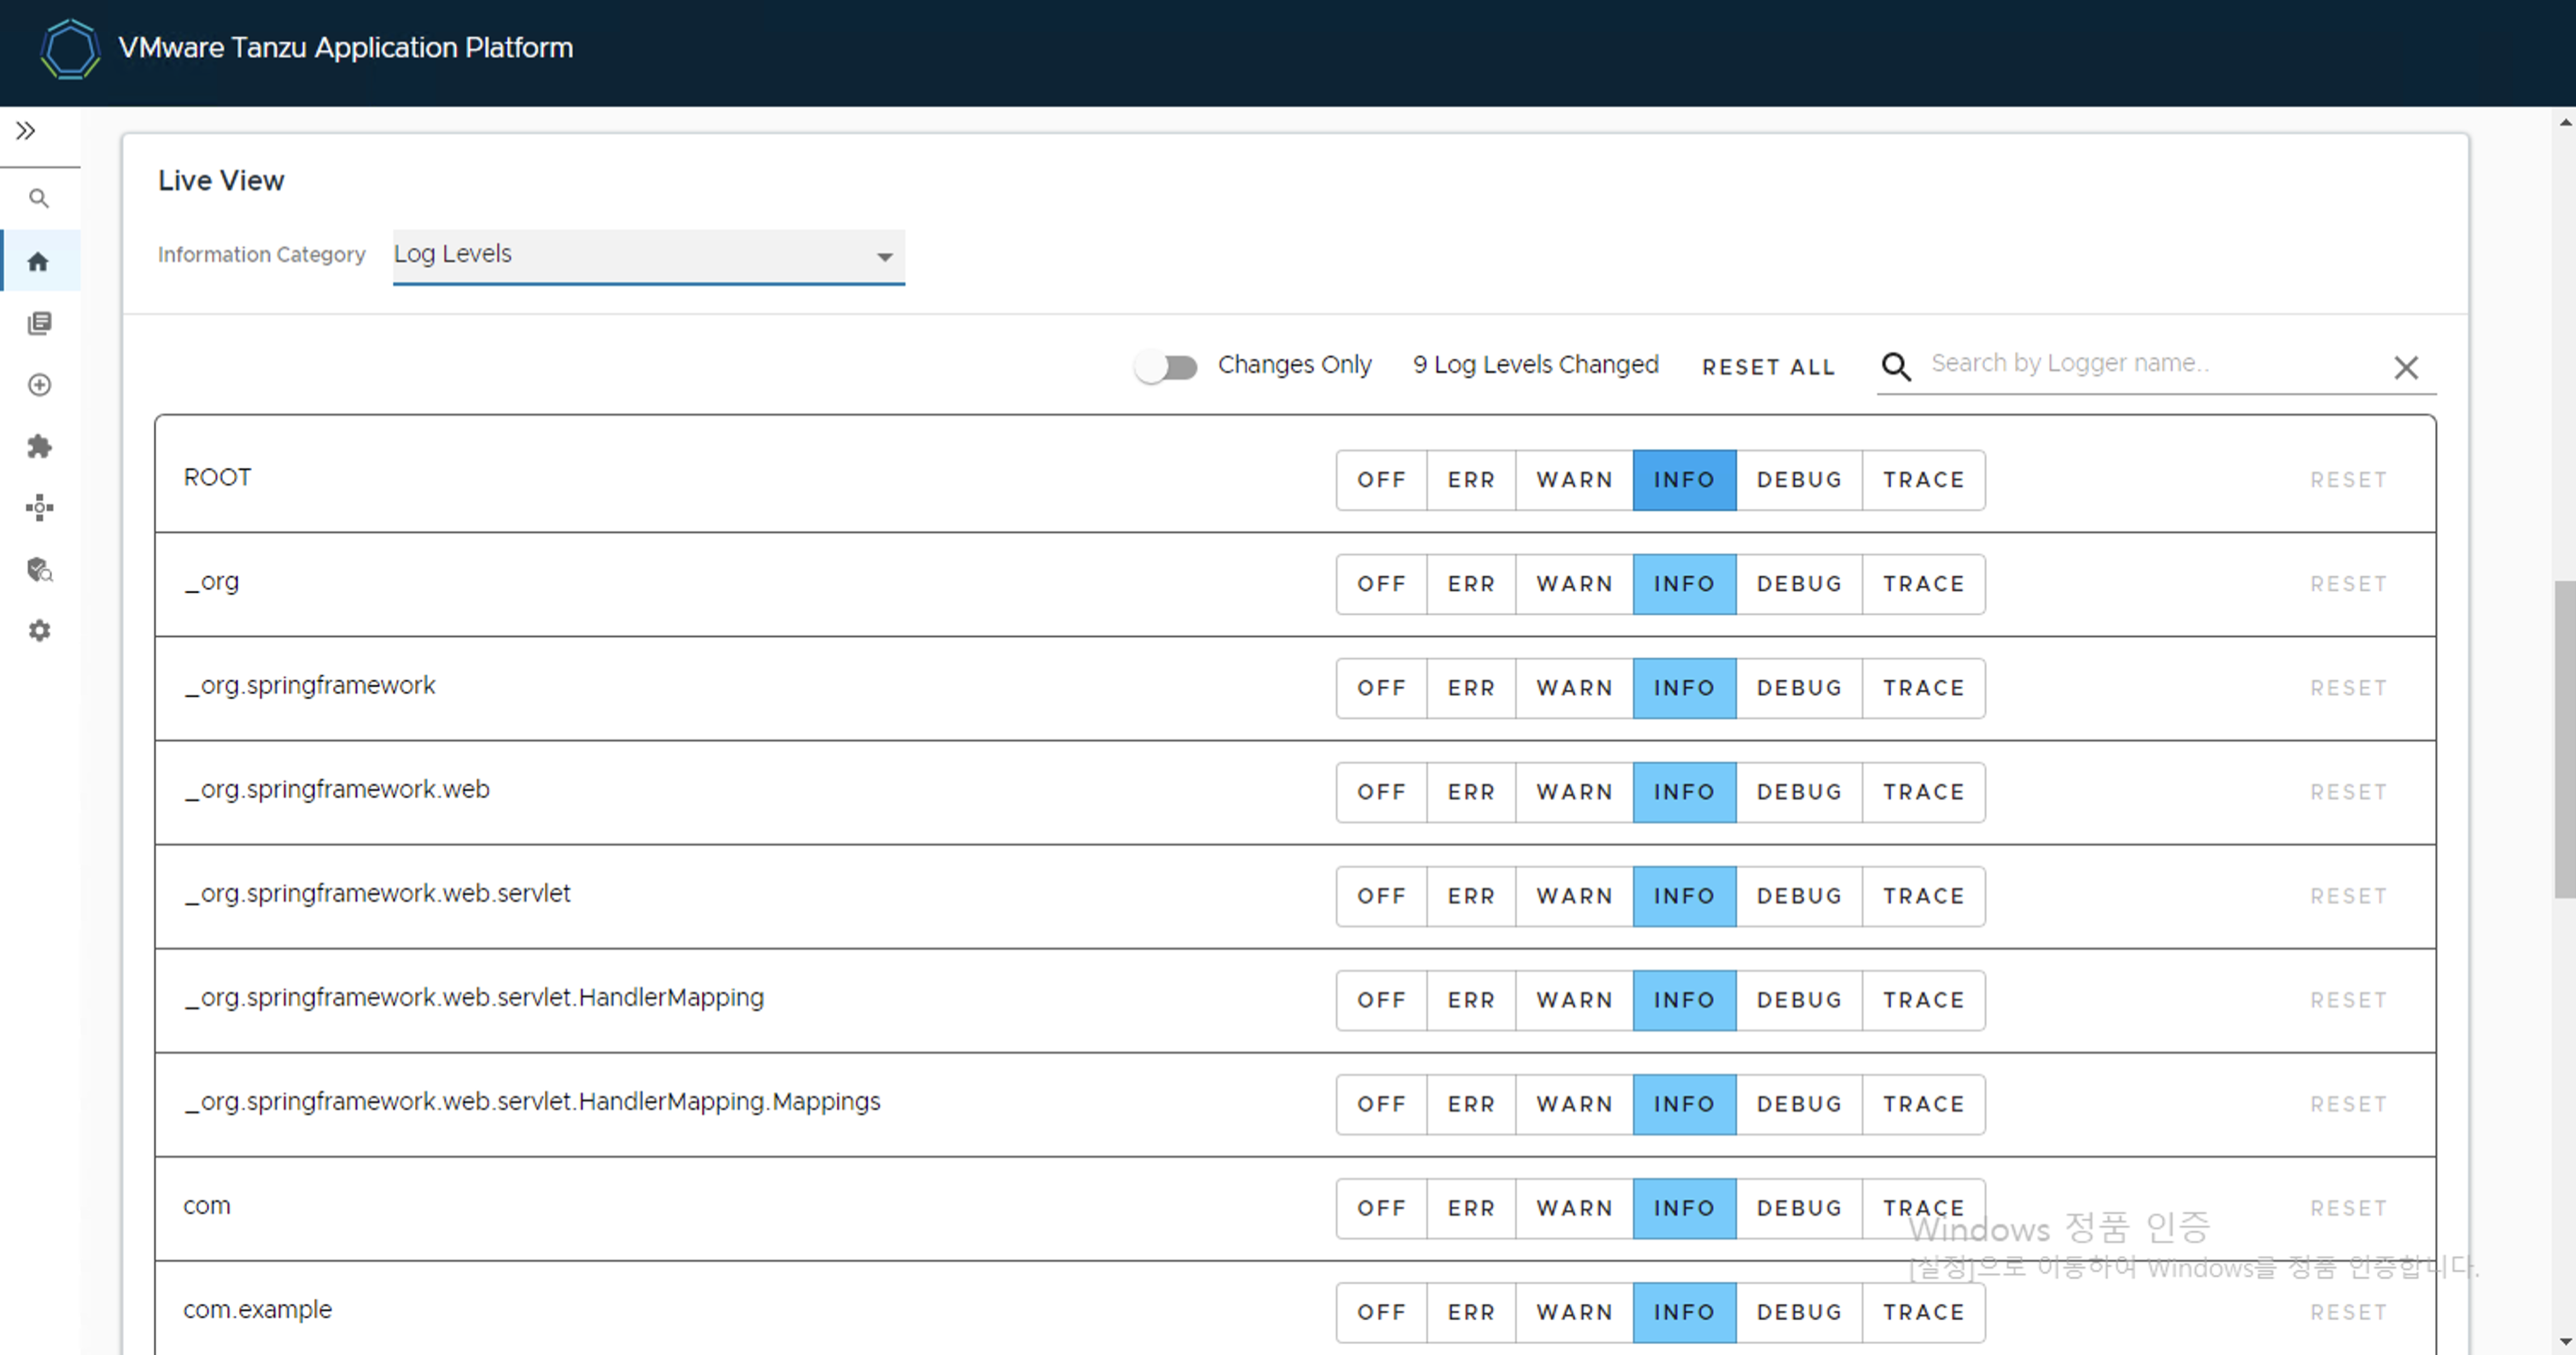 VMware Tanzu Application Platform
Live View
Information Category Log Levels
Changes Only 9 Log Levels Changed RESET ALL Search by Logger name..
ROOT OFF ERR WARN INFO DEBUG TRACE RESET
_org OFF ERR WARN INFO DEBUG TRACE RESET
_org.springframework OFF ERR WARN INFO DEBUG TRACE RESET
_org.springframework.web OFF ERR WARN INFO DEBUG TRACE RESET
_org.springframework.web.servlet OFF ERR WARN INFO DEBUG TRACE RESET
_org.springframework.web.servlet.HandlerMapping OFF ERR WARN INFO DEBUG TRACE RESET
_org.springframework.web.servlet.HandlerMapping.Mappings OFF ERR WARN INFO DEBUG TRACE RESET
com OFF ERR WARN INFO DEBUG TRACE RESET
Windows 정품 인증
[설정]으로 이동하여 Windows를 정품 인증합니다.
com.example OFF ERR WARN INFO DEBUG TRACE RESET